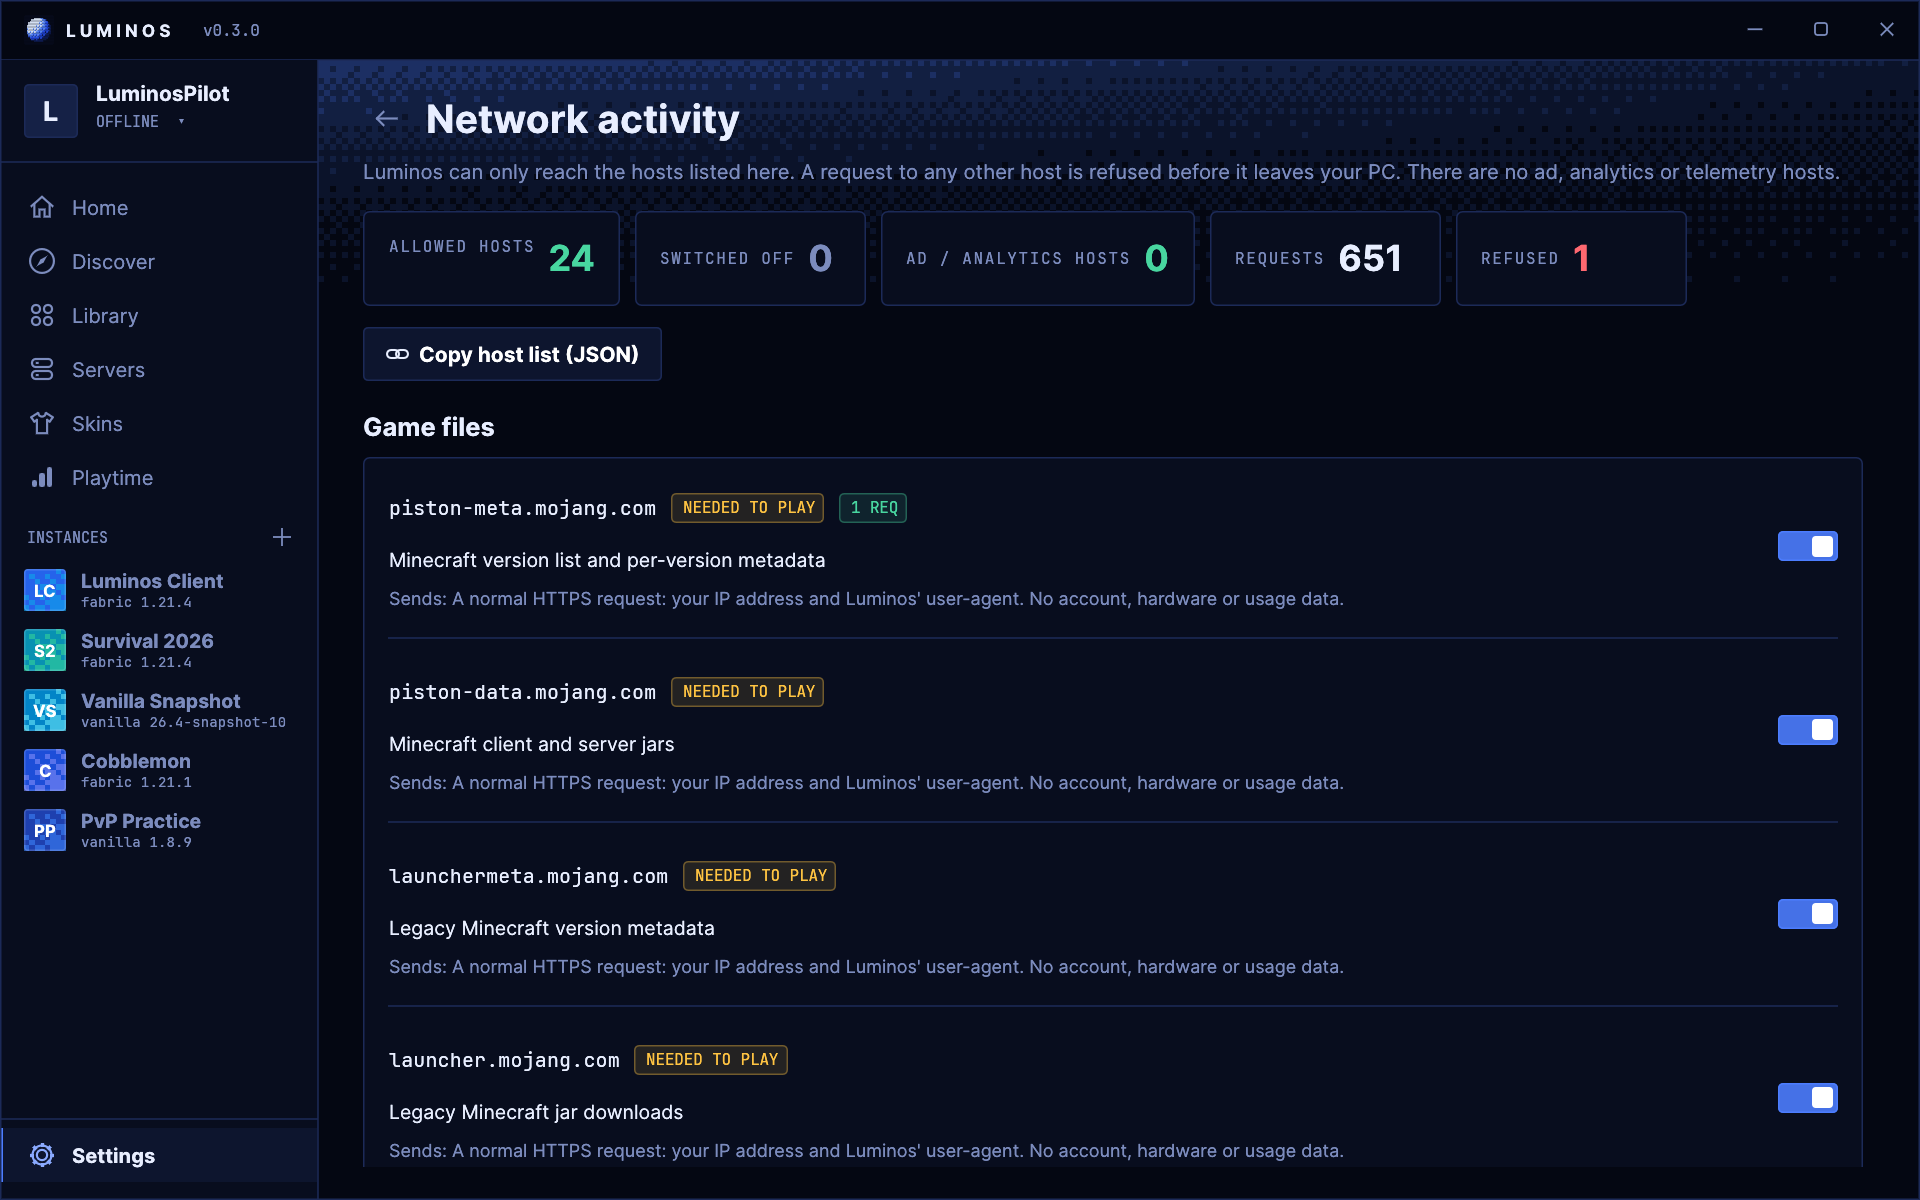 LUMINOS v0.3.0
L
LuminosPilot
OFFLINE
Home
Discover
Library
Servers
Skins
Playtime
INSTANCES
LC
Luminos Client
fabric 1.21.4
S2
Survival 2026
fabric 1.21.4
VS
Vanilla Snapshot
vanilla 26.4-snapshot-10
C
Cobblemon
fabric 1.21.1
PP
PvP Practice
vanilla 1.8.9
Settings
Network activity
Luminos can only reach the hosts listed here. A request to any other host is refused before it leaves your PC. There are no ad, analytics or telemetry hosts.
ALLOWED HOSTS 24
SWITCHED OFF 0
AD / ANALYTICS HOSTS 0
REQUESTS 651
REFUSED 1
Copy host list (JSON)
Game files
piston-meta.mojang.com NEEDED TO PLAY 1 REQ
Minecraft version list and per-version metadata
Sends: A normal HTTPS request: your IP address and Luminos' user-agent. No account, hardware or usage data.
piston-data.mojang.com NEEDED TO PLAY
Minecraft client and server jars
Sends: A normal HTTPS request: your IP address and Luminos' user-agent. No account, hardware or usage data.
launchermeta.mojang.com NEEDED TO PLAY
Legacy Minecraft version metadata
Sends: A normal HTTPS request: your IP address and Luminos' user-agent. No account, hardware or usage data.
launcher.mojang.com NEEDED TO PLAY
Legacy Minecraft jar downloads
Sends: A normal HTTPS request: your IP address and Luminos' user-agent. No account, hardware or usage data.